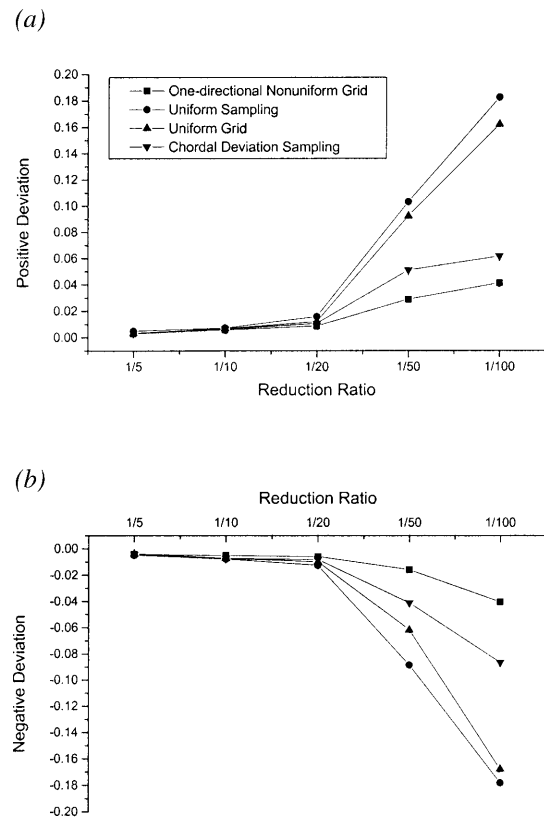 (a)
0.20
0.18
0.16
0.14
0.12
0.10
0.08
0.06
0.04
0.02
0.00
Positive Deviation
One-directional Nonuniform Grid
Uniform Sampling
Uniform Grid
Chordal Deviation Sampling
1/5 1/10 1/20 1/50 1/100
Reduction Ratio
(b)
Reduction Ratio
1/5 1/10 1/20 1/50 1/100
0.00
-0.02
-0.04
-0.06
-0.08
-0.10
-0.12
-0.14
-0.16
-0.18
-0.20
Negative Deviation